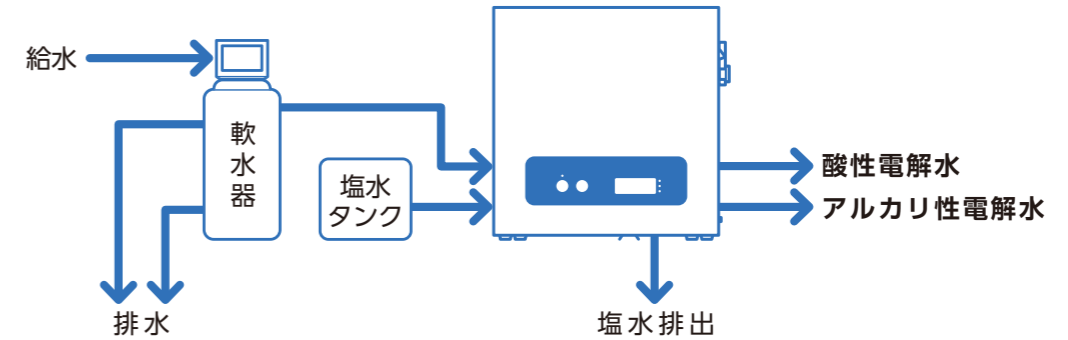 給水
軟水器
塩水
タンク
酸性電解水
アルカリ性電解水
排水
塩水排出